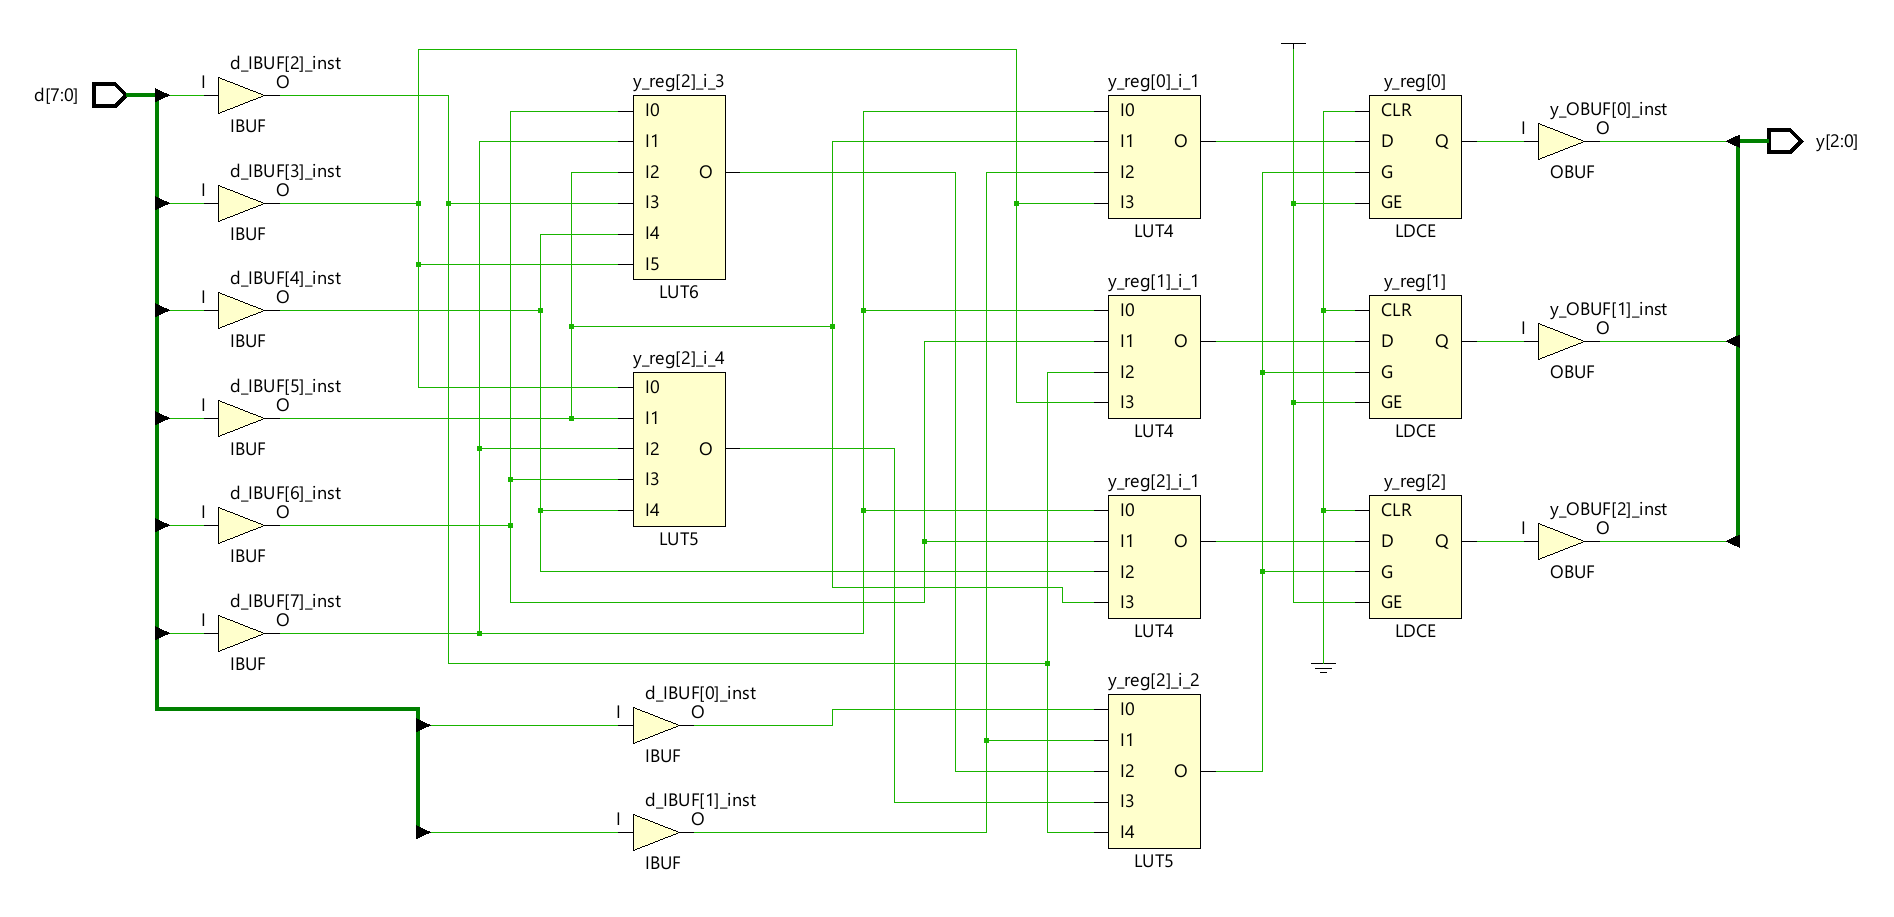 d[7:0]
d_IBUF[2]_inst
I
O
IBUF
d_IBUF[3]_inst
I
O
IBUF
d_IBUF[4]_inst
I
O
IBUF
d_IBUF[5]_inst
I
O
IBUF
d_IBUF[6]_inst
I
O
IBUF
d_IBUF[7]_inst
I
O
IBUF
y_reg[2]_i_3
I0
I1
I2
O
I3
I4
I5
LUT6
y_reg[2]_i_4
I0
I1
I2
O
I3
I4
LUT5
d_IBUF[0]_inst
I
O
IBUF
d_IBUF[1]_inst
I
O
IBUF
y_reg[0]_i_1
I0
I1
O
I2
I3
LUT4
y_reg[1]_i_1
I0
I1
O
I2
I3
LUT4
y_reg[2]_i_1
I0
I1
O
I2
I3
LUT4
y_reg[2]_i_2
I0
I1
I2
O
I3
I4
LUT5
y_reg[0]
CLR
D
Q
G
GE
LDCE
y_reg[1]
CLR
D
Q
G
GE
LDCE
y_reg[2]
CLR
D
Q
G
GE
LDCE
y_OBUF[0]_inst
I
O
OBUF
y_OBUF[1]_inst
I
O
OBUF
y_OBUF[2]_inst
I
O
OBUF
y[2:0]